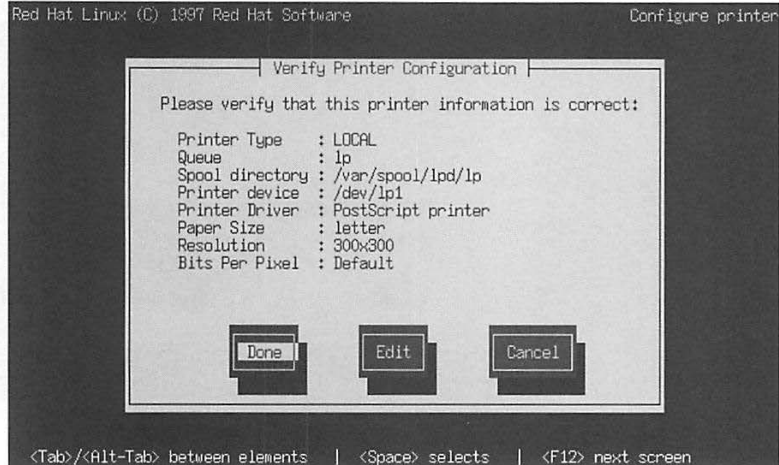 Red Hat Linux (C) 1997 Red Hat Software Configure printer
Verify Printer Configuration
Please verify that this printer information is correct:
Printer Type : LOCAL
Queue : lp
Spool directory : /var/spool/lpd/lp
Printer device : /dev/lp1
Printer Driver : PostScript printer
Paper Size : letter
Resolution : 300x300
Bits Per Pixel : Default
Done Edit Cancel
<Tab>/<Alt-Tab> between elements | <Space> selects | <F12> next screen